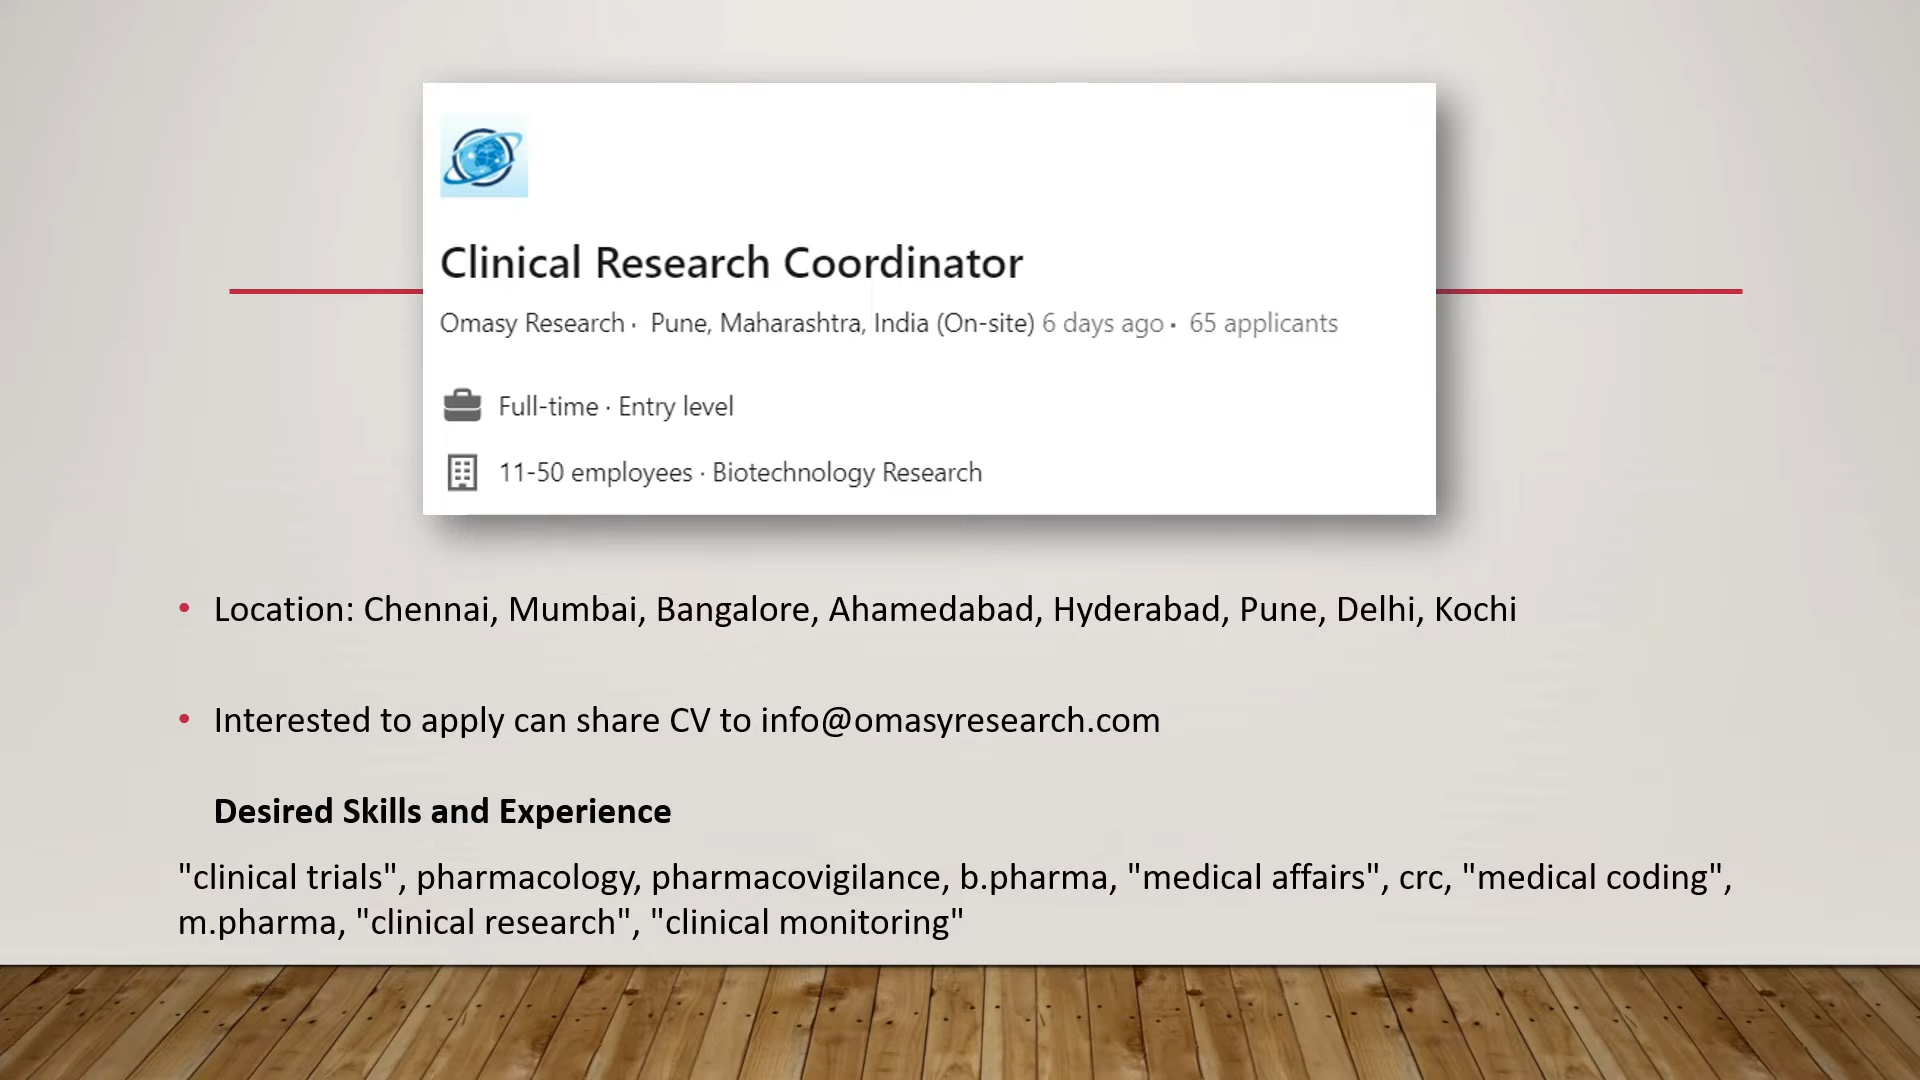 Clinical Research Coordinator
Omasy Research · Pune, Maharashtra, India (On-site) 6 days ago · 65 applicants
Full-time · Entry level
11-50 employees · Biotechnology Research
• Location: Chennai, Mumbai, Bangalore, Ahamedabad, Hyderabad, Pune, Delhi, Kochi
• Interested to apply can share CV to info@omasyresearch.com
Desired Skills and Experience
"clinical trials", pharmacology, pharmacovigilance, b.pharma, "medical affairs", crc, "medical coding",
m.pharma, "clinical research", "clinical monitoring"